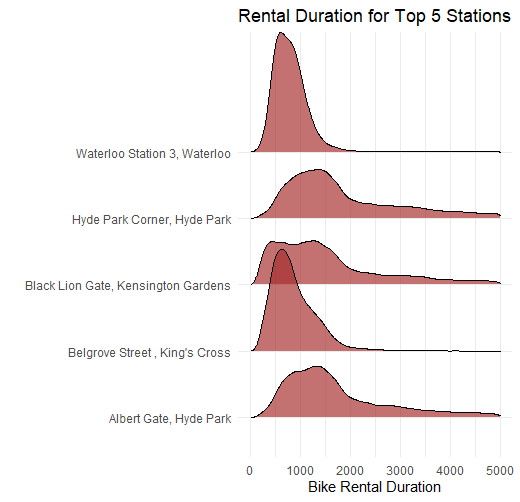 Rental Duration for Top 5 Stations
Waterloo Station 3, Waterloo
Hyde Park Corner, Hyde Park
Black Lion Gate, Kensington Gardens
Belgrove Street , King's Cross
Albert Gate, Hyde Park
0 1000 2000 3000 4000 5000
Bike Rental Duration